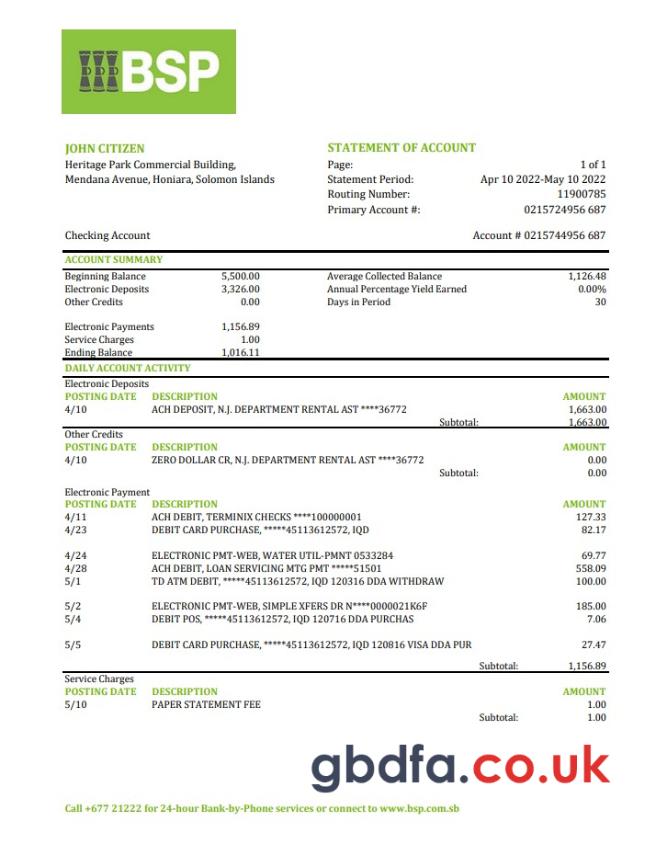 BSP
JOHN CITIZEN
Heritage Park Commercial Building,
Mendana Avenue, Honiara, Solomon Islands
STATEMENT OF ACCOUNT
Page: 1 of 1
Statement Period: Apr 10 2022-May 10 2022
Routing Number: 11900785
Primary Account #: 0215724956 687
Checking Account Account # 0215744956 687
ACCOUNT SUMMARY
Beginning Balance 5,500.00 Average Collected Balance 1,126.48
Electronic Deposits 3,326.00 Annual Percentage Yield Earned 0.00%
Other Credits 0.00 Days in Period 30
Electronic Payments 1,156.89
Service Charges 1.00
Ending Balance 1,016.11
DAILY ACCOUNT ACTIVITY
Electronic Deposits
POSTING DATE DESCRIPTION AMOUNT
4/10 ACH DEPOSIT, N.J. DEPARTMENT RENTAL AST ****36772 1,663.00
Subtotal: 1,663.00
Other Credits
POSTING DATE DESCRIPTION AMOUNT
4/10 ZERO DOLLAR CR, N.J. DEPARTMENT RENTAL AST ****36772 0.00
Subtotal: 0.00
Electronic Payment
POSTING DATE DESCRIPTION AMOUNT
4/11 ACH DEBIT, TERMINIX CHECKS ****100000001 127.33
4/23 DEBIT CARD PURCHASE, *****45113612572, IQD 82.17
4/24 ELECTRONIC PMT-WEB, WATER UTIL-PMNT 0533284 69.77
4/28 ACH DEBIT, LOAN SERVICING MTG PMT *****51501 558.09
5/1 TD ATM DEBIT, *****45113612572, IQD 120316 DDA WITHDRAW 100.00
5/2 ELECTRONIC PMT-WEB, SIMPLE XFERS DR N****0000021K6F 185.00
5/4 DEBIT POS, *****45113612572, IQD 120716 DDA PURCHAS 7.06
5/5 DEBIT CARD PURCHASE, *****45113612572, IQD 120816 VISA DDA PUR 27.47
Subtotal: 1,156.89
Service Charges
POSTING DATE DESCRIPTION AMOUNT
5/10 PAPER STATEMENT FEE 1.00
Subtotal: 1.00
gbdfa.co.uk
Call +677 21222 for 24-hour Bank-by-Phone services or connect to www.bsp.com.sb